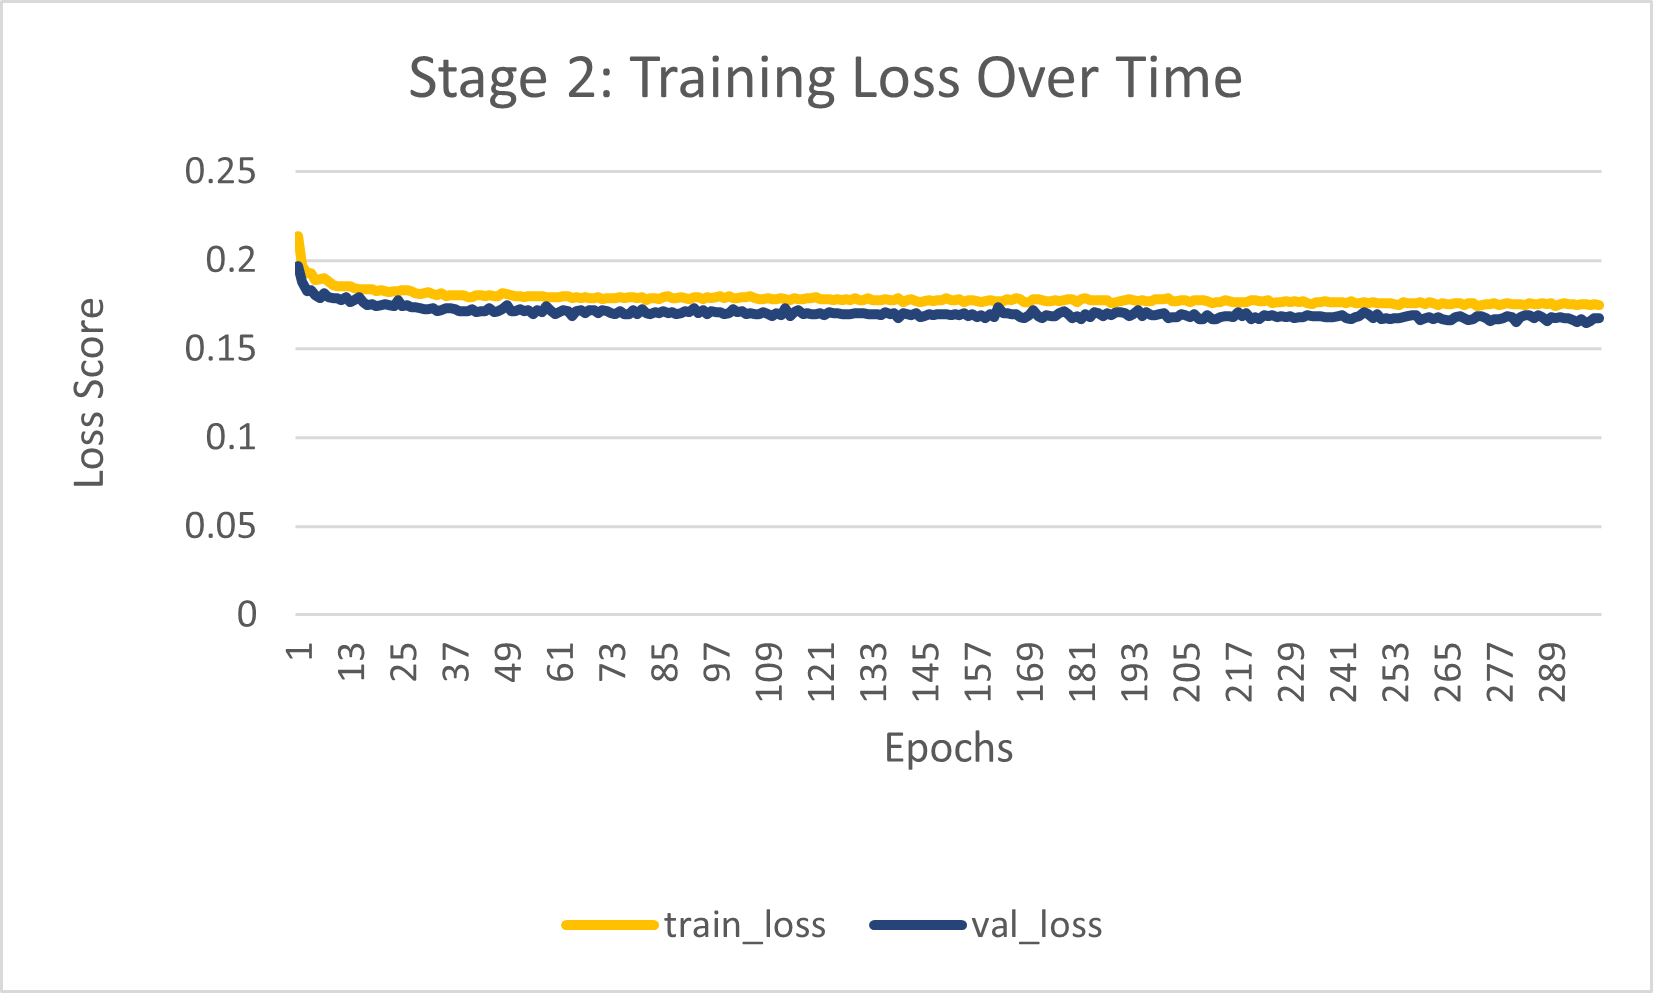 Stage 2: Training Loss Over Time
0.25
0.2
0.15
0.1
0.05
0
Loss Score
1 13 25 37 49 61 73 85 97 109 121 133 145 157 169 181 193 205 217 229 241 253 265 277 289
Epochs
train_loss val_loss